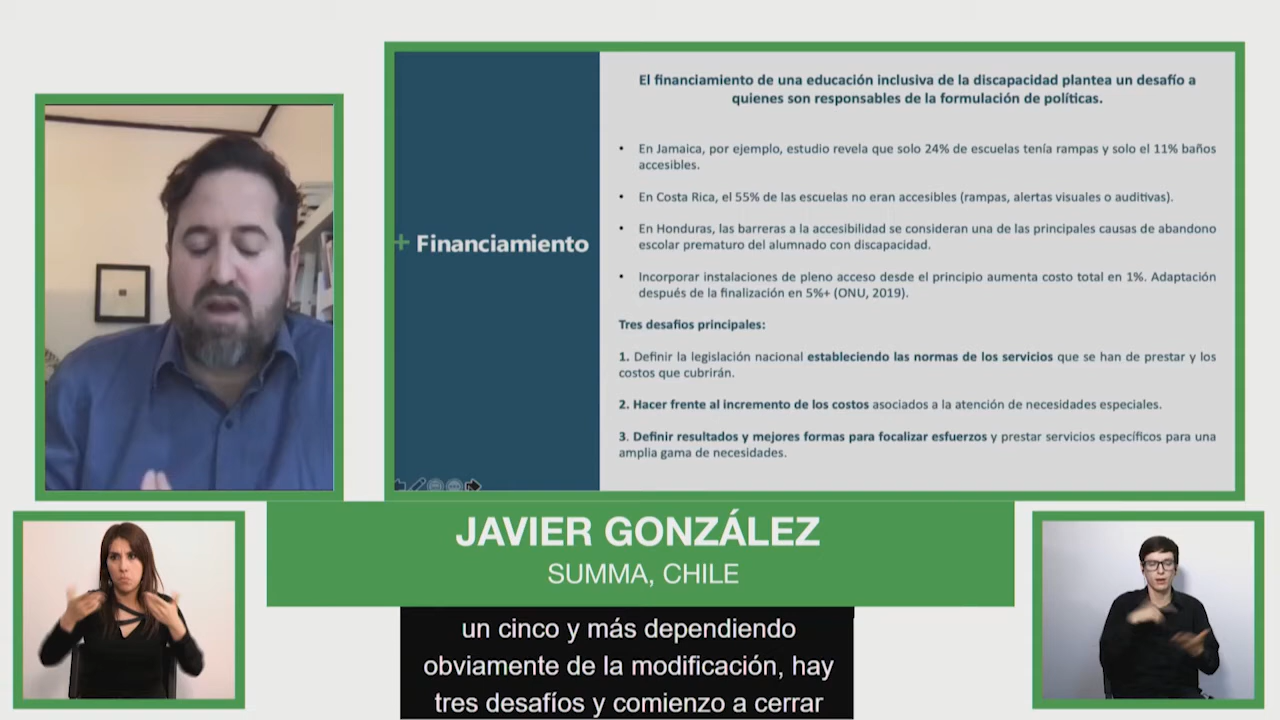 El financiamiento de una educación inclusiva de la discapacidad plantea un desafío a
quienes son responsables de la formulación de políticas.
• En Jamaica, por ejemplo, estudio revela que solo 24% de escuelas tenía rampas y solo el 11% baños
accesibles.
• En Costa Rica, el 55% de las escuelas no eran accesibles (rampas, alertas visuales o auditivas).
• En Honduras, las barreras a la accesibilidad se consideran una de las principales causas de abandono
escolar prematuro del alumnado con discapacidad.
+ Financiamiento
• Incorporar instalaciones de pleno acceso desde el principio aumenta costo total en 1%. Adaptación
después de la finalización en 5%+ (ONU, 2019).
Tres desafíos principales:
1. Definir la legislación nacional estableciendo las normas de los servicios que se han de prestar y los
costos que cubrirán.
2. Hacer frente al incremento de los costos asociados a la atención de necesidades especiales.
3. Definir resultados y mejores formas para focalizar esfuerzos y prestar servicios específicos para una
amplia gama de necesidades.
JAVIER GONZÁLEZ
SUMMA, CHILE
un cinco y más dependiendo
obviamente de la modificación, hay
tres desafíos y comienzo a cerrar